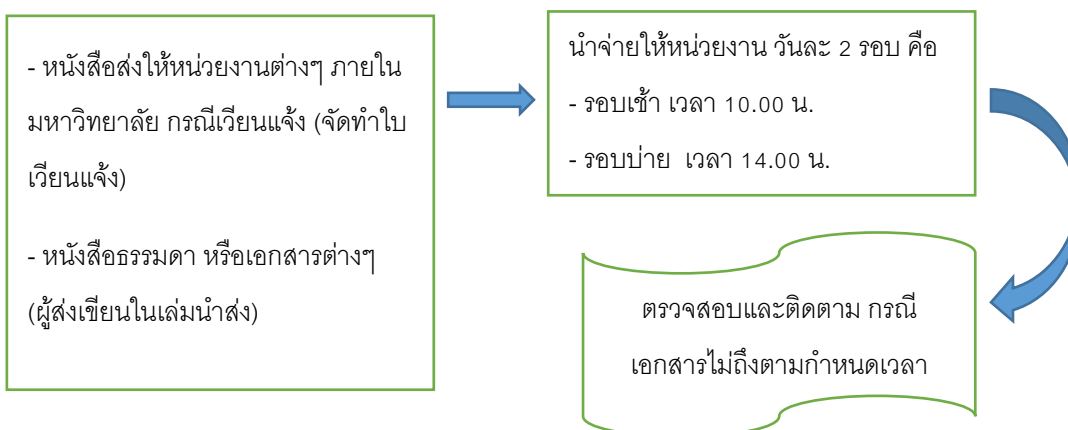 - หนังสือส่งให้หน่วยงานต่างๆ ภายใน
มหาวิทยาลัย กรณีเวียนแจ้ง (จัดทำใบ
เวียนแจ้ง)
- หนังสือธรรมดา หรือเอกสารต่างๆ
(ผู้ส่งเขียนในเล่มนำส่ง)
นำจ่ายให้หน่วยงาน วันละ 2 รอบ คือ
- รอบเช้า เวลา 10.00 น.
- รอบบ่าย เวลา 14.00 น.
ตรวจสอบและติดตาม กรณี
เอกสารไม่ถึงตามกำหนดเวลา